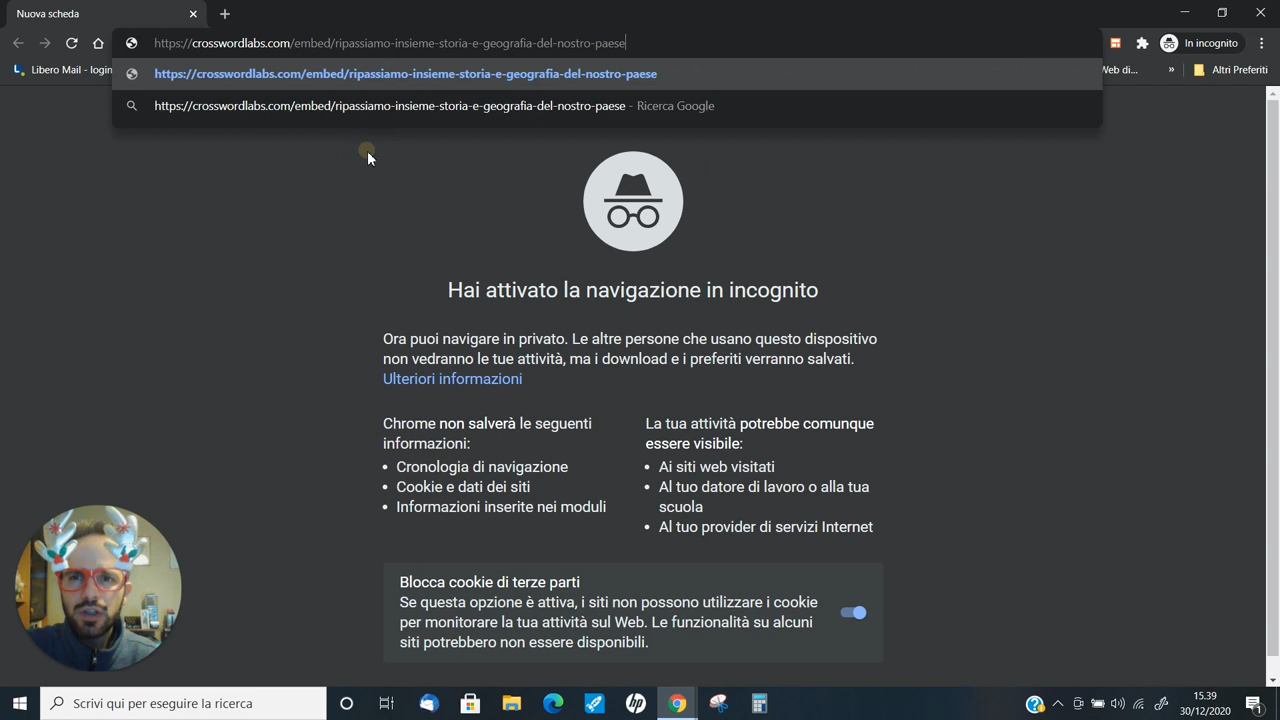 Nuova scheda
https://crosswordlabs.com/embed/ripassiamo-insieme-storia-e-geografia-del-nostro-paese
In incognito
Libero Mail - login
https://crosswordlabs.com/embed/ripassiamo-insieme-storia-e-geografia-del-nostro-paese
Web di...
»
Altri Preferiti
https://crosswordlabs.com/embed/ripassiamo-insieme-storia-e-geografia-del-nostro-paese - Ricerca Google
Hai attivato la navigazione in incognito
Ora puoi navigare in privato. Le altre persone che usano questo dispositivo
non vedranno le tue attività, ma i download e i preferiti verranno salvati.
Ulteriori informazioni
Chrome non salverà le seguenti
informazioni:
• Cronologia di navigazione
• Cookie e dati dei siti
• Informazioni inserite nei moduli
La tua attività potrebbe comunque
essere visibile:
• Ai siti web visitati
• Al tuo datore di lavoro o alla tua
scuola
• Al tuo provider di servizi Internet
Blocca cookie di terze parti
Se questa opzione è attiva, i siti non possono utilizzare i cookie
per monitorare la tua attività sul Web. Le funzionalità su alcuni
siti potrebbero non essere disponibili.
Scrivi qui per eseguire la ricerca
hp
15.39
30/12/2020
1